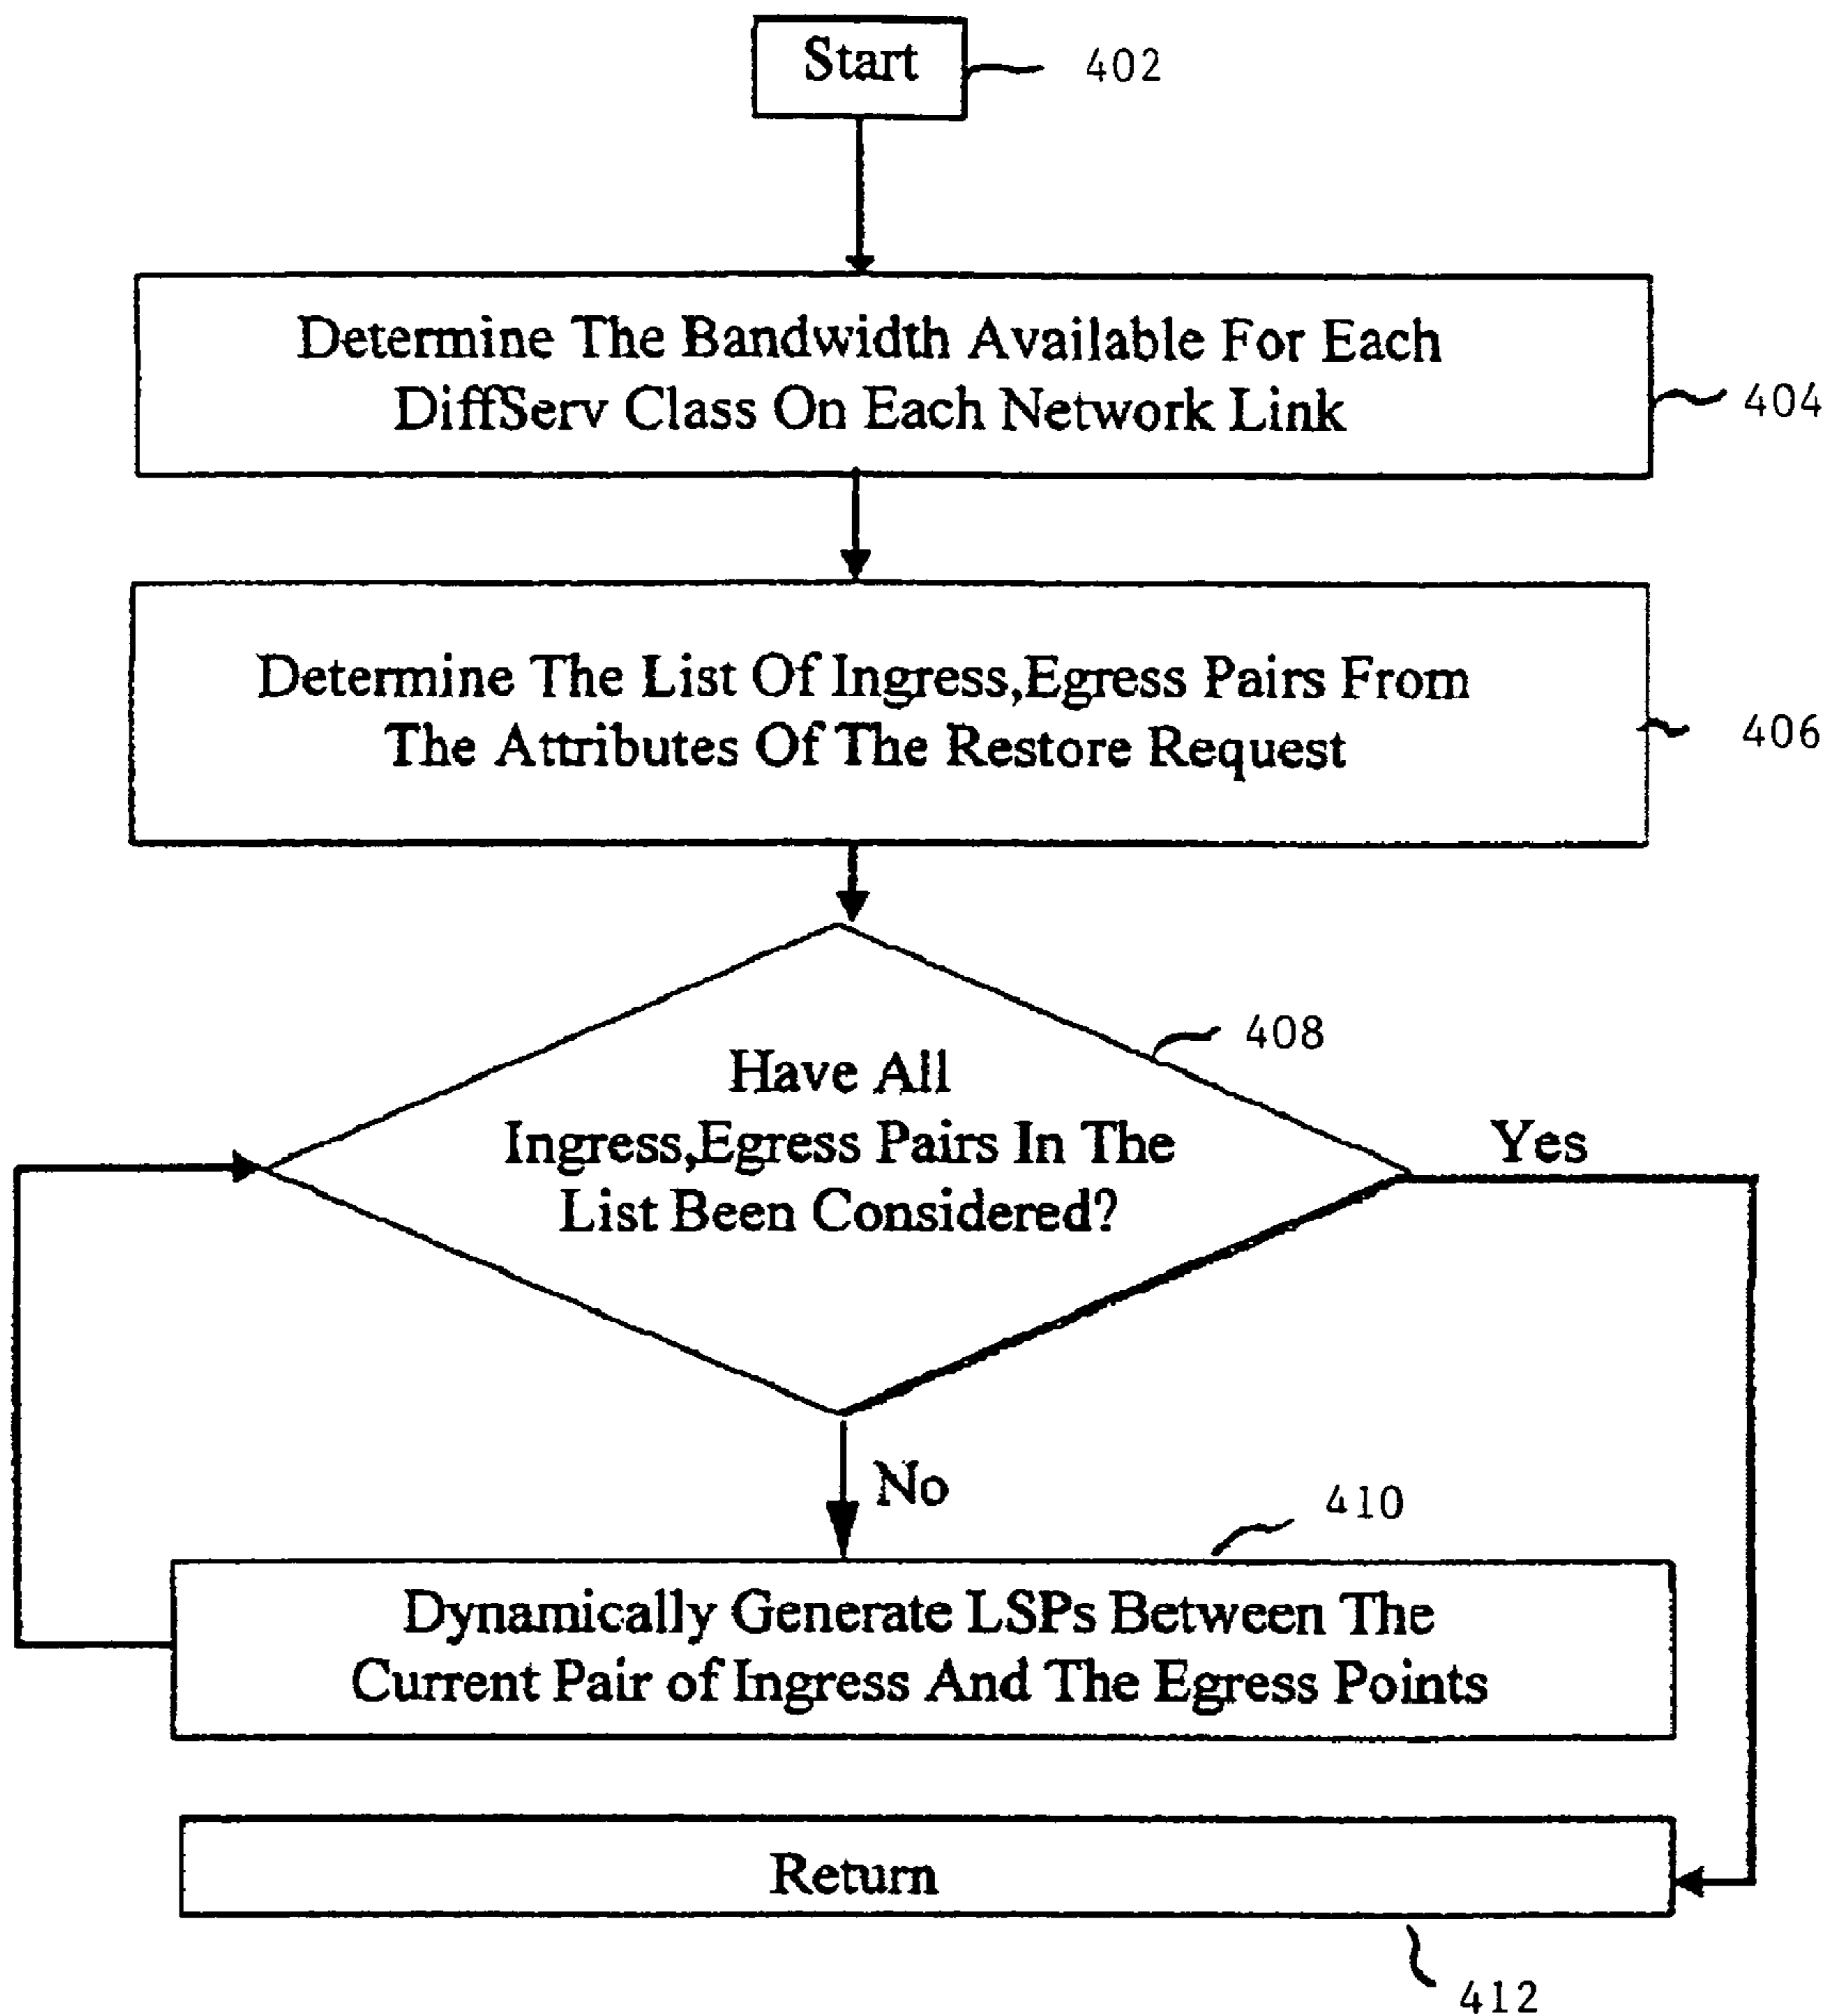 Start
402
Determine The Bandwidth Available For Each
DiffServ Class On Each Network Link
404
Determine The List Of Ingress,Egress Pairs From
The Attributes Of The Restore Request
406
408
Have All
Ingress,Egress Pairs In The
List Been Considered?
Yes
No
410
Dynamically Generate LSPs Between The
Current Pair of Ingress And The Egress Points
Return
412